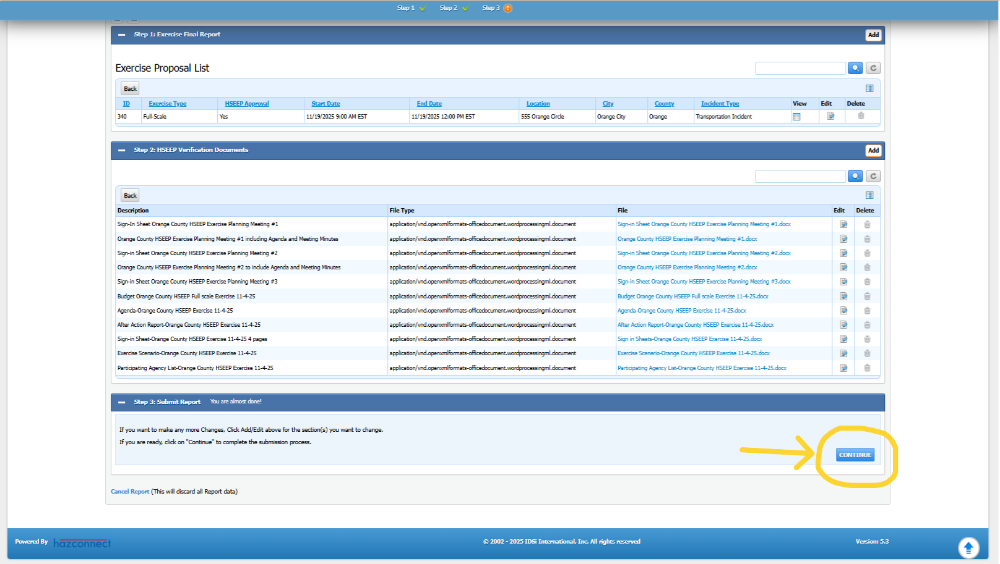 Step 1 Step 2 Step 3
Step 1: Exercise Final Report Add
Exercise Proposal List
Back
ID Exercise Type HSEEP Approval Start Date End Date Location City County Incident Type View Edit Delete
340 Full-Scale Yes 11/19/2025 9:00 AM EST 11/19/2025 12:00 PM EST 555 Orange Circle Orange City Orange Transportation Incident
Step 2: HSEEP Verification Documents Add
Back
Description File Type File Edit Delete
Sign-In Sheet Orange County HSEEP Exercise Planning Meeting #1 application/vnd.openxmlformats-officedocument.wordprocessingml.document Sign-in Sheet Orange County HSEEP Exercise Planning Meeting #1.docx
Orange County HSEEP Exercise Planning Meeting #1 including Agenda and Meeting Minutes application/vnd.openxmlformats-officedocument.wordprocessingml.document Orange County HSEEP Exercise Planning Meeting #1.docx
Sign-in Sheet Orange County HSEEP Exercise Planning Meeting #2 application/vnd.openxmlformats-officedocument.wordprocessingml.document Sign-in Sheet Orange County HSEEP Exercise Planning Meeting #2.docx
Orange County HSEEP Exercise Planning Meeting #2 to include Agenda and Meeting Minutes application/vnd.openxmlformats-officedocument.wordprocessingml.document Orange County HSEEP Exercise Planning Meeting #2.docx
Sign-in Sheet Orange County HSEEP Exercise Planning Meeting #3 application/vnd.openxmlformats-officedocument.wordprocessingml.document Sign-in Sheet Orange County HSEEP Exercise Planning Meeting #3.docx
Budget Orange County HSEEP Full scale Exercise 11-4-25 application/vnd.openxmlformats-officedocument.wordprocessingml.document Budget Orange County HSEEP Full scale Exercise 11-4-25.docx
Agenda-Orange County HSEEP Exercise 11-4-25 application/vnd.openxmlformats-officedocument.wordprocessingml.document Agenda-Orange County HSEEP Exercise 11-4-25.docx
After Action Report-Orange County HSEEP Exercise 11-4-25 application/vnd.openxmlformats-officedocument.wordprocessingml.document After Action Report-Orange County HSEEP Exercise 11-4-25.docx
Sign-in Sheet-Orange County HSEEP Exercise 11-4-25 4 pages application/vnd.openxmlformats-officedocument.wordprocessingml.document Sign in Sheets-Orange County HSEEP Exercise 11-4-25.docx
Exercise Scenario-Orange County HSEEP Exercise 11-4-25 application/vnd.openxmlformats-officedocument.wordprocessingml.document Exercise Scenerio-Orange County HSEEP Exercise 11-4-25.docx
Participating Agency List-Orange County HSEEP Exercise 11-4-25 application/vnd.openxmlformats-officedocument.wordprocessingml.document Participating Agency List-Orange County HSEEP Exercise 11-4-25.docx
Step 3: Submit Report You are almost done!
If you want to make any more Changes, Click Add/Edit above for the section(s) you want to change.
If you are ready, click on "Continue" to complete the submission process.
CONTINUE
Cancel Report (This will discard all Report data)
Powered By hazconnect © 2002 - 2025 IDSi International, Inc. All rights reserved Version: 5.3